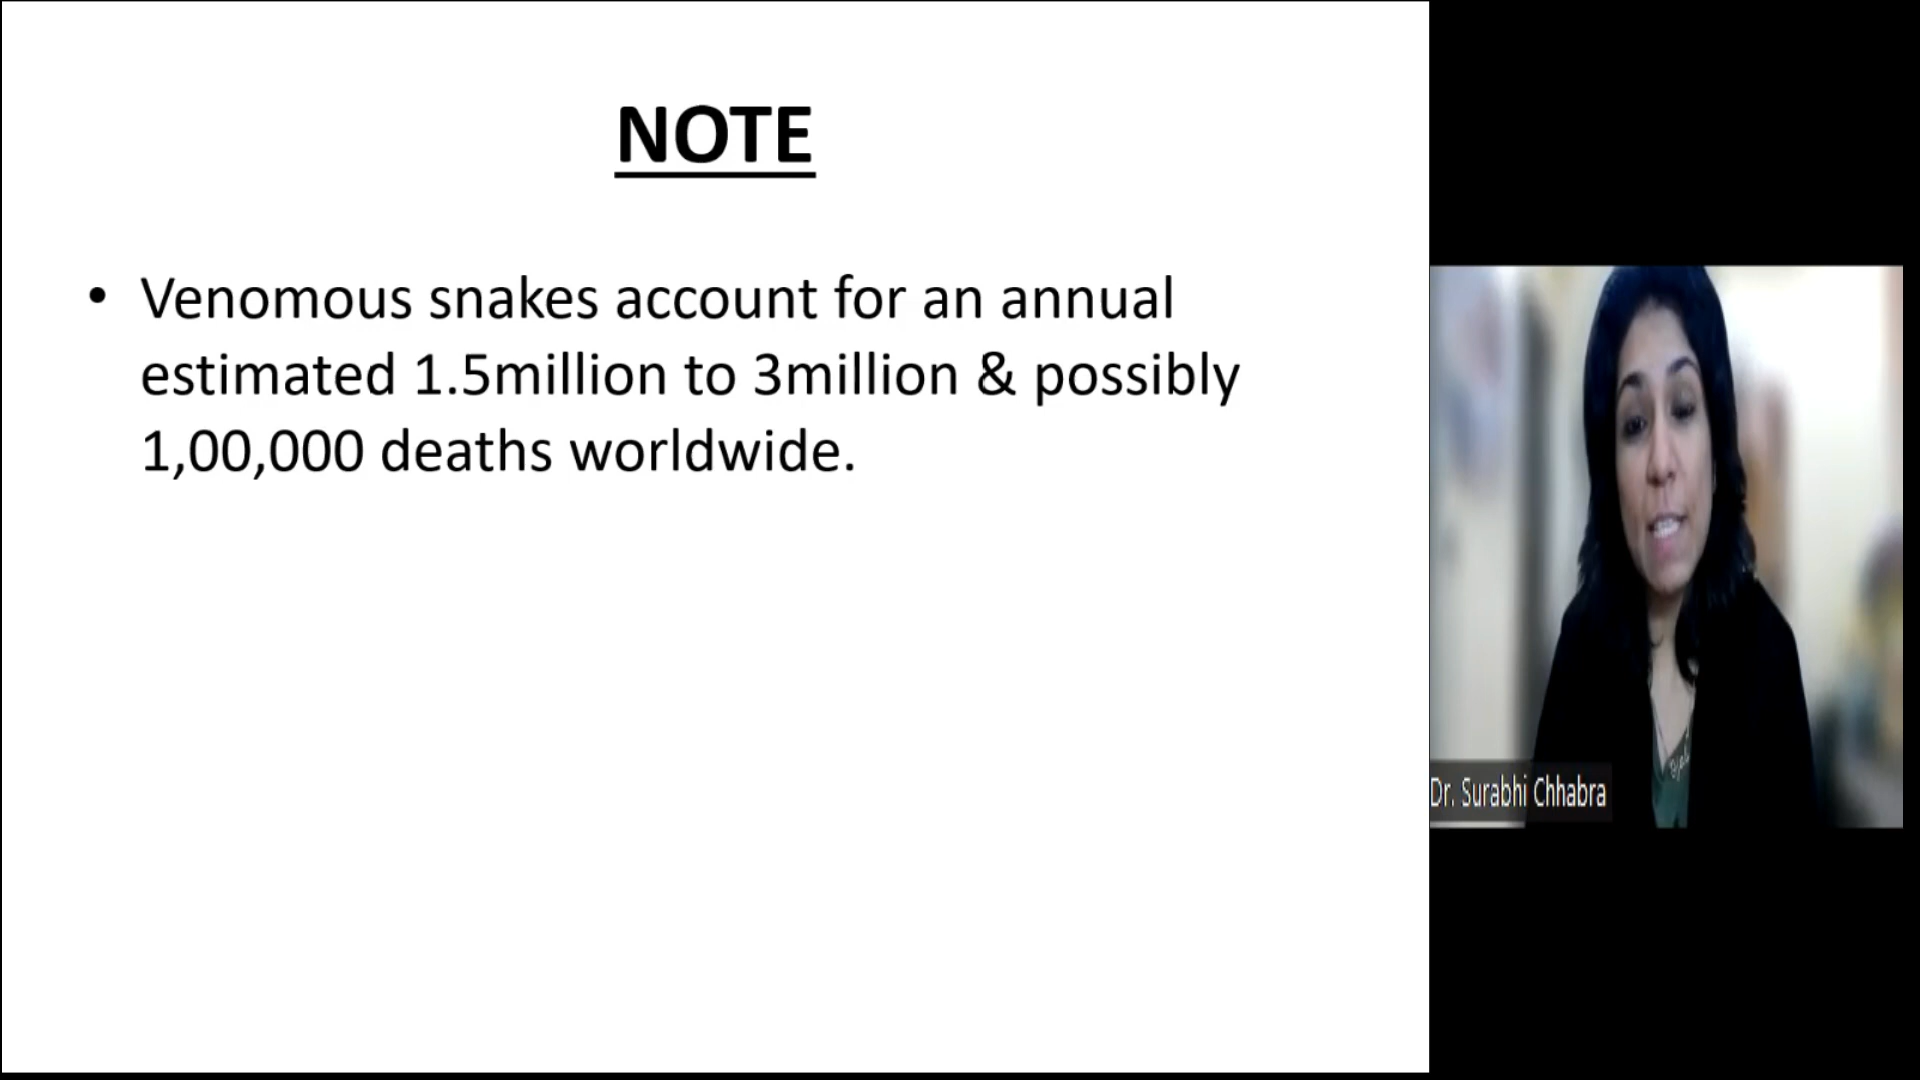 NOTE
• Venomous snakes account for an annual
estimated 1.5million to 3million & possibly
1,00,000 deaths worldwide.
Dr. Surabhi Chhabra